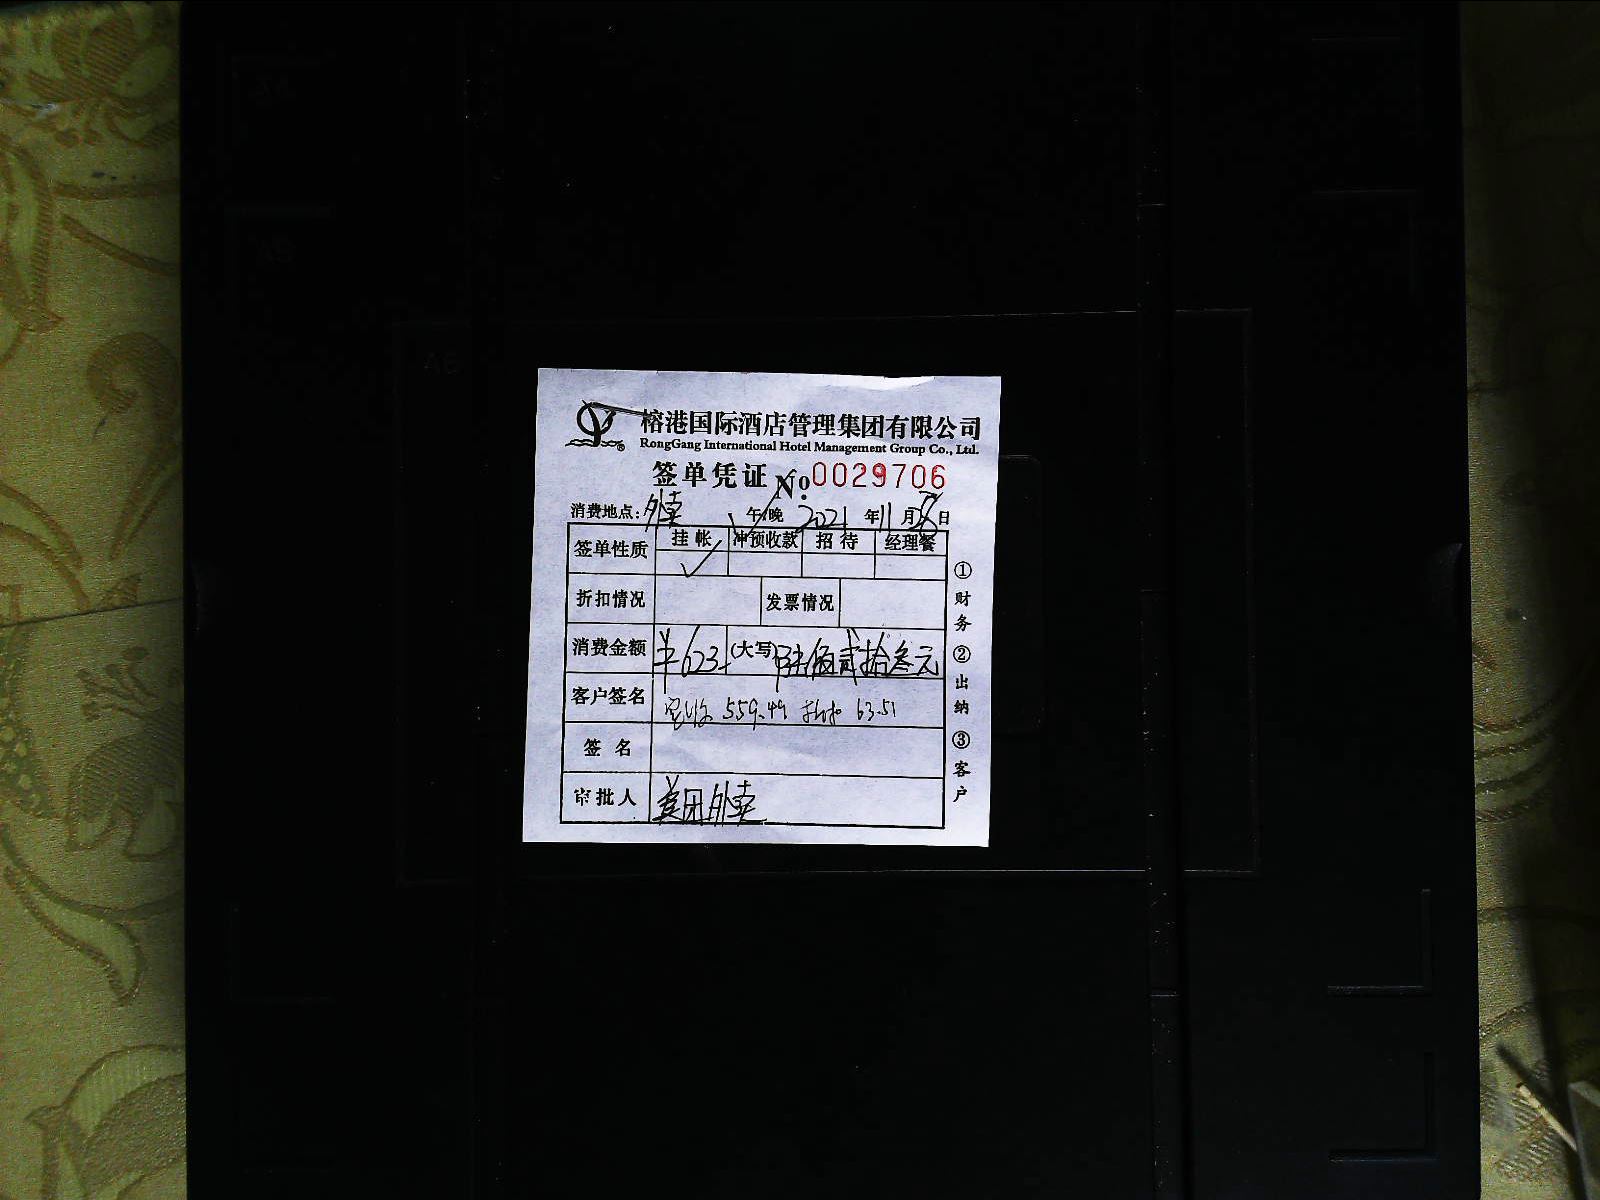 榕港国际酒店管理集团有限公司
RongGang International Hotel Management Group Co., Ltd.
签单凭证 No: 0029706
消费地点: 外卖 午/晚 2021 年 11 月 日
签单性质 挂帐 冲预收款 招待 经理餐
✓
折扣情况 发票情况
消费金额 ¥623 (大写) 陆佰贰拾叁元
客户签名 实收 559.49 折扣 63.51
签名
审批人 美团外卖
①财务 ②出纳 ③客户